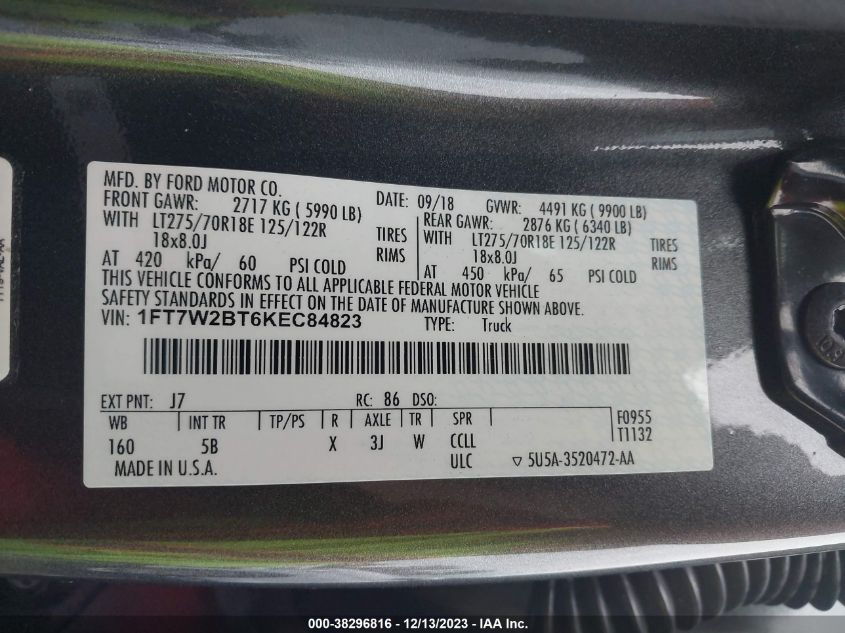 MFD. BY FORD MOTOR CO.
DATE: 09/18 GVWR: 4491 KG (9900 LB)
FRONT GAWR: 2717 KG (5990 LB) REAR GAWR: 2876 KG (6340 LB)
WITH LT275/70R18E 125/122R TIRES WITH LT275/70R18E 125/122R TIRES
18x8.0J RIMS 18x8.0J RIMS
AT 420 kPa/ 60 PSI COLD AT 450 kPa/ 65 PSI COLD
THIS VEHICLE CONFORMS TO ALL APPLICABLE FEDERAL MOTOR VEHICLE
SAFETY STANDARDS IN EFFECT ON THE DATE OF MANUFACTURE SHOWN ABOVE.
VIN: 1FT7W2BT6KEC84823 TYPE: Truck
EXT PNT: J7 RC: 86 DSO:
WB INT TR TP/PS R AXLE TR SPR F0955
160 5B X 3J W CCLL T1132
MADE IN U.S.A. ULC ▽ 5U5A-3520472-AA
000-38296816 - 12/13/2023 - IAA Inc.